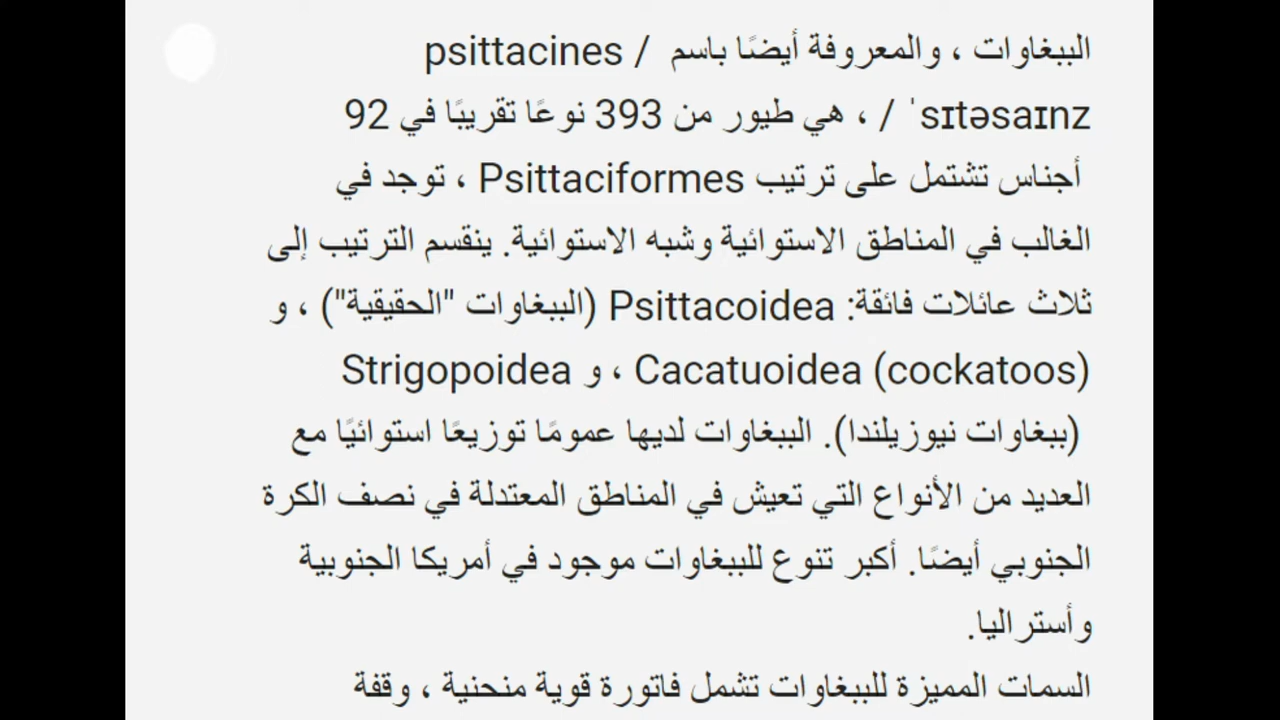 الببغاوات ، والمعروفة أيضًا باسم psittacines /
ˈsɪtəsaɪnz / ، هي طيور من 393 نوعًا تقريبًا في 92
أجناس تشتمل على ترتيب Psittaciformes ، توجد في
الغالب في المناطق الاستوائية وشبه الاستوائية. ينقسم الترتيب إلى
ثلاث عائلات فائقة: Psittacoidea (الببغاوات "الحقيقية") ، و
Cacatuoidea (cockatoos) ، و Strigopoidea
(ببغاوات نيوزيلندا). الببغاوات لديها عمومًا توزيعًا استوائيًا مع
العديد من الأنواع التي تعيش في المناطق المعتدلة في نصف الكرة
الجنوبي أيضًا. أكبر تنوع للببغاوات موجود في أمريكا الجنوبية
وأستراليا.
السمات المميزة للببغاوات تشمل فاتورة قوية منحنية ، وقفة